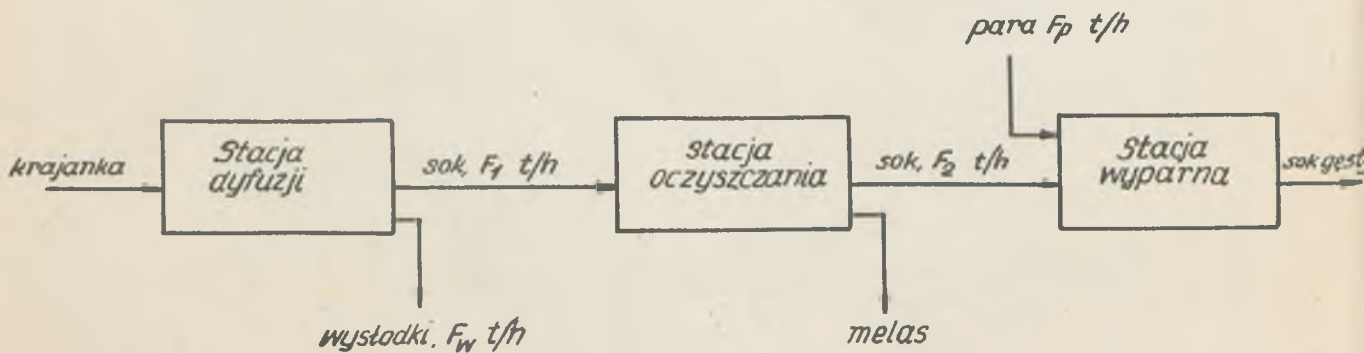 para Fp t/h
krajanka
Stacja
dyfuzji
sok, F1 t/h
stacja
oczyszczania
sok, F2 t/h
Stacja
wyparna
sok gęsty
wysłodki, Fw t/h
melas